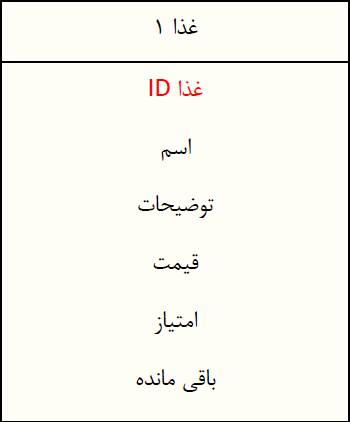 غذا ۱
غذا ID
اسم
توضیحات
قیمت
امتیاز
باقی مانده